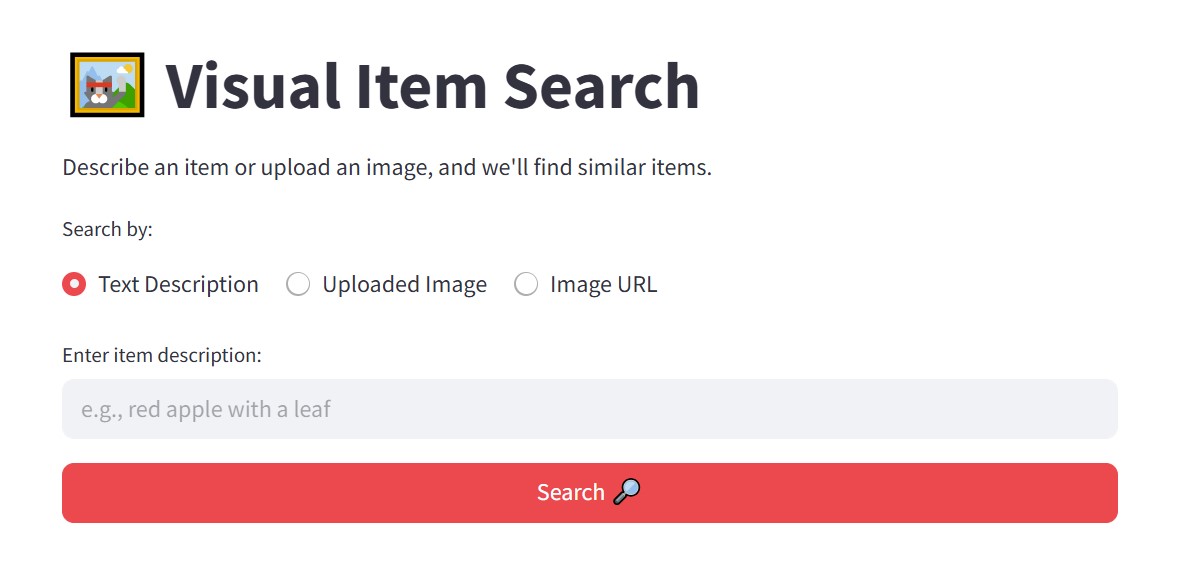 Visual Item Search
Describe an item or upload an image, and we'll find similar items.
Search by:
Text Description Uploaded Image Image URL
Enter item description:
e.g., red apple with a leaf
Search